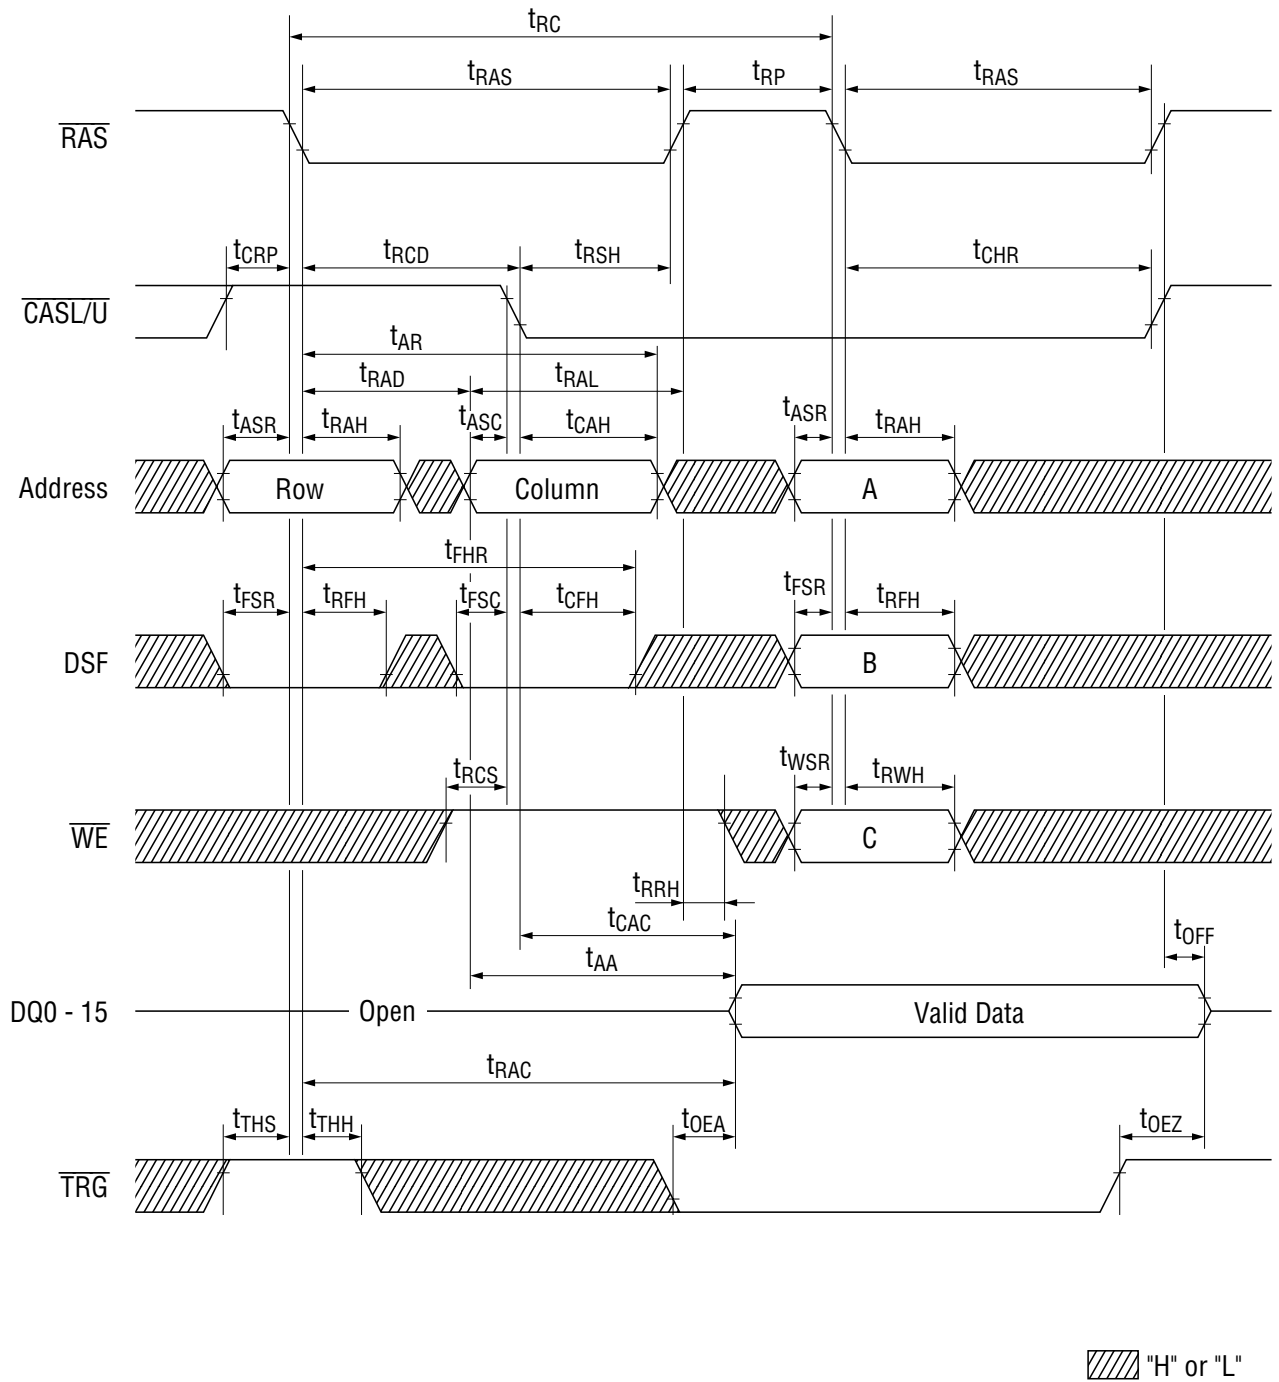 tRC
tRAS tRP tRAS
RAS
tCRP tRCD tRSH tCHR
CASL/U
tAR
tRAD tRAL
tASR tRAH tASC tCAH tASR tRAH
Address Row Column A
tFHR
tFSR tRFH tFSC tCFH tFSR tRFH
DSF B
tRCS tWSR tRWH
WE C
tRRH
tCAC
tOFF
tAA
DQ0 - 15 Open Valid Data
tRAC
tTHS tTHH tOEA tOEZ
TRG
"H" or "L"